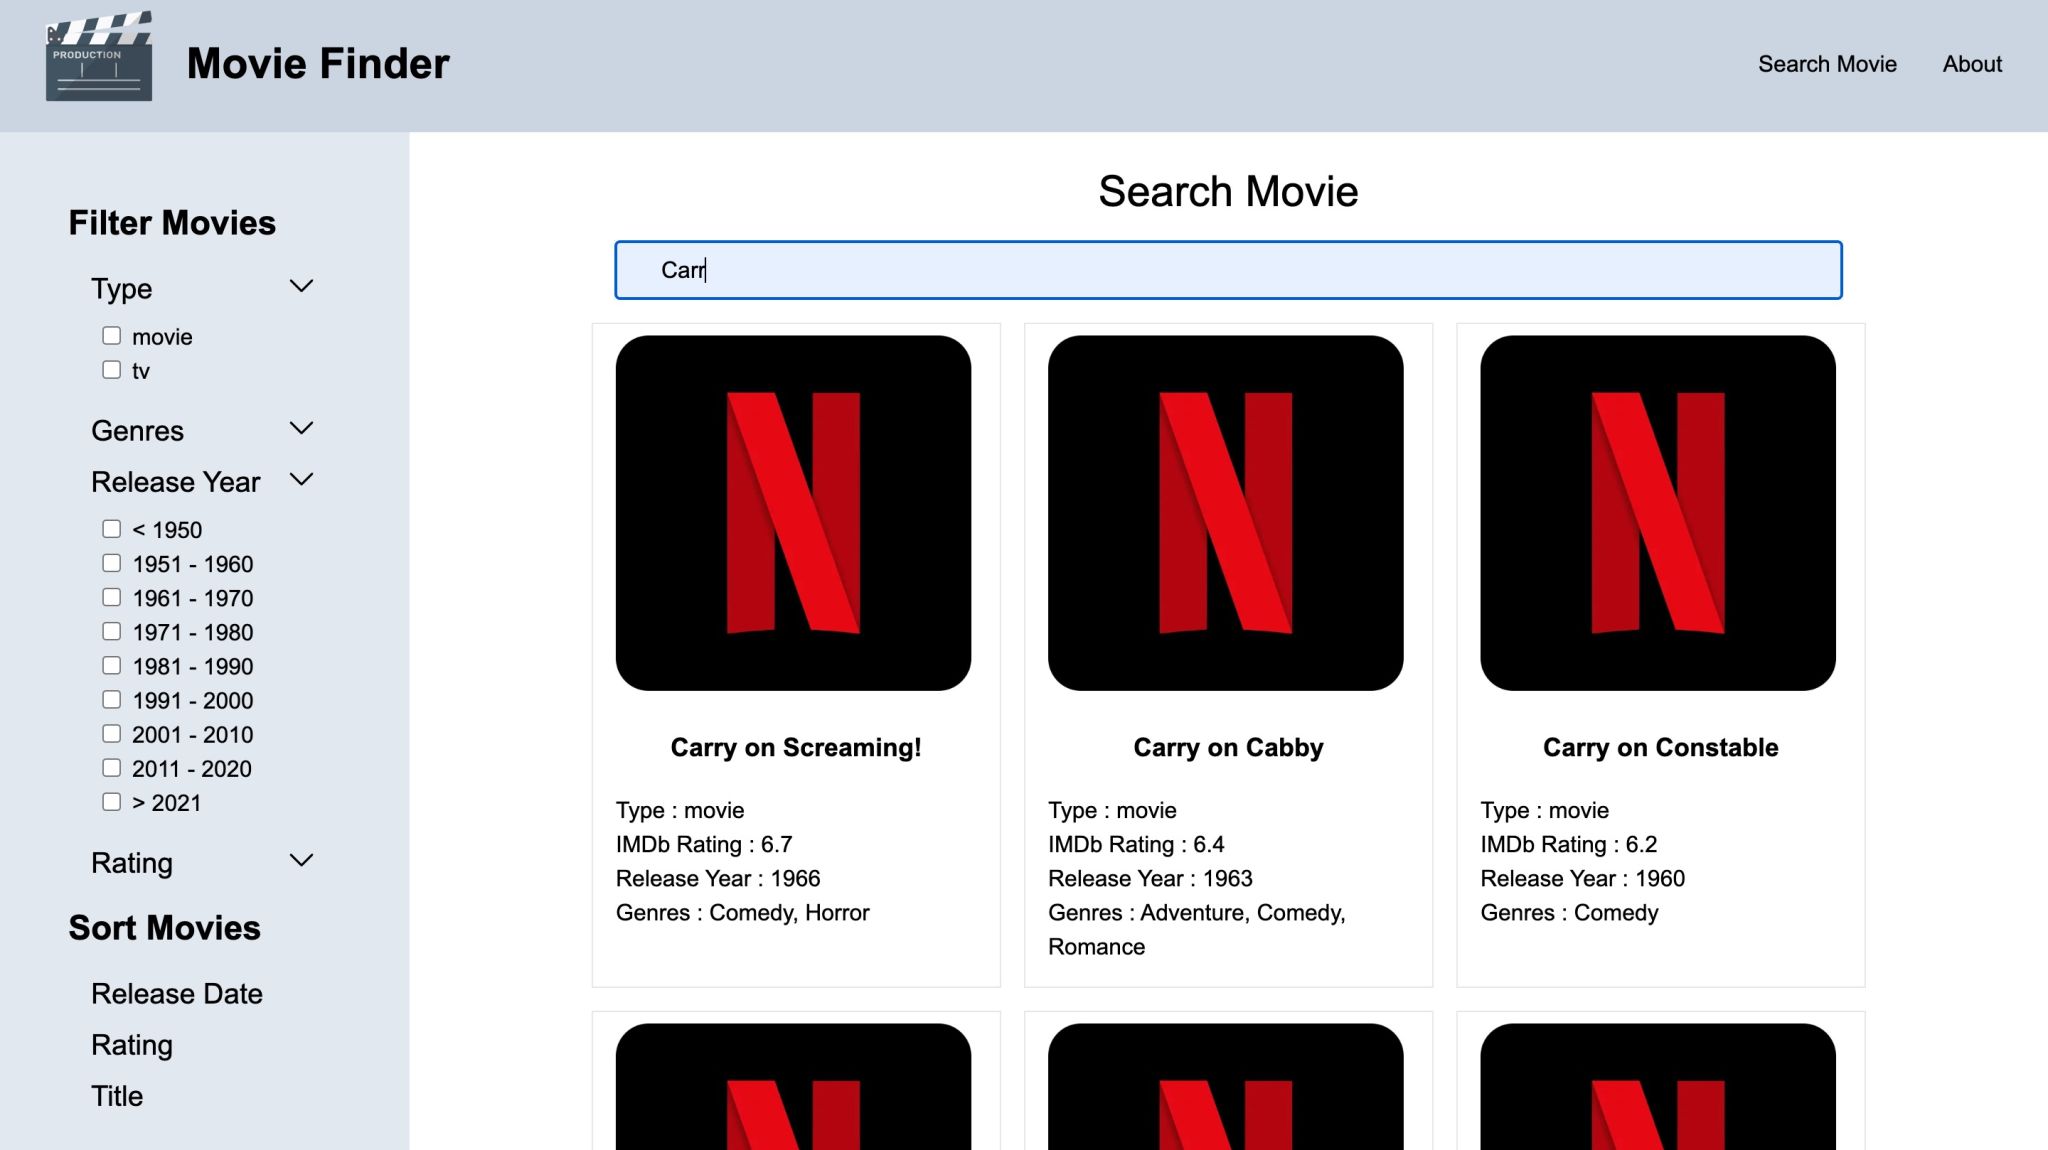 PRODUCTION
Movie Finder
Search Movie
About
Filter Movies
Type
movie
tv
Genres
Release Year
< 1950
1951 - 1960
1961 - 1970
1971 - 1980
1981 - 1990
1991 - 2000
2001 - 2010
2011 - 2020
> 2021
Rating
Sort Movies
Release Date
Rating
Title
Search Movie
Carr
N
Carry on Screaming!
Type : movie
IMDb Rating : 6.7
Release Year : 1966
Genres : Comedy, Horror
N
Carry on Cabby
Type : movie
IMDb Rating : 6.4
Release Year : 1963
Genres : Adventure, Comedy,
Romance
N
Carry on Constable
Type : movie
IMDb Rating : 6.2
Release Year : 1960
Genres : Comedy